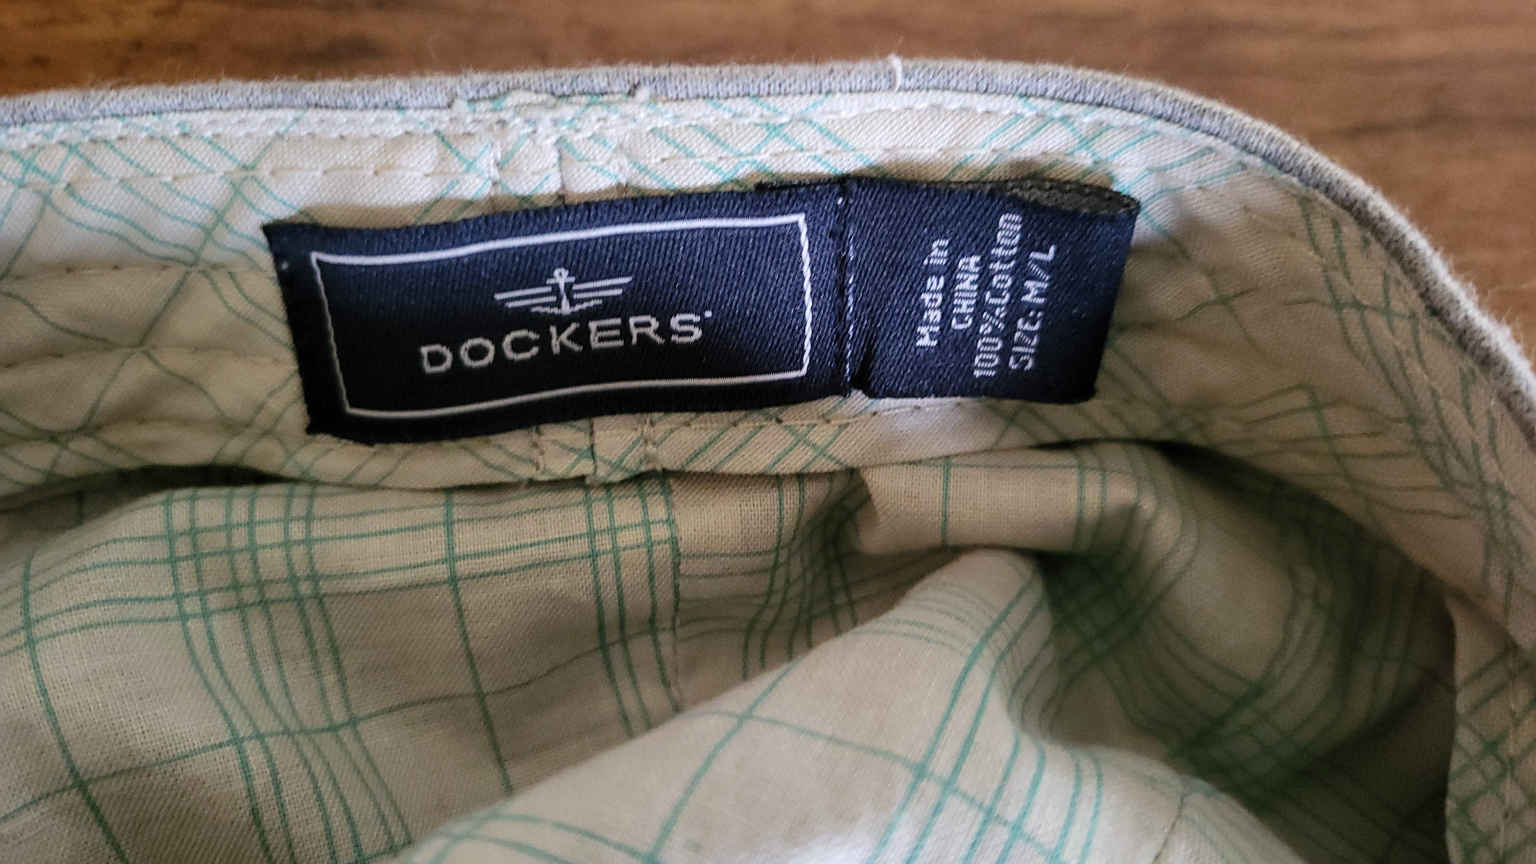 DOCKERS
Made in
CHINA
100%Cotton
SIZE: M/L